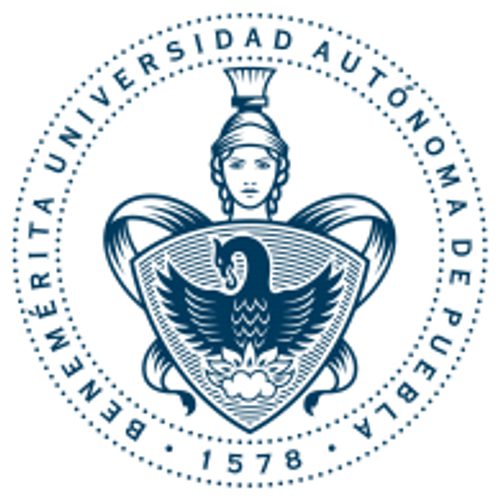 BENEMÉRITA UNIVERSIDAD AUTÓNOMA DE PUEBLA
· 1578 ·